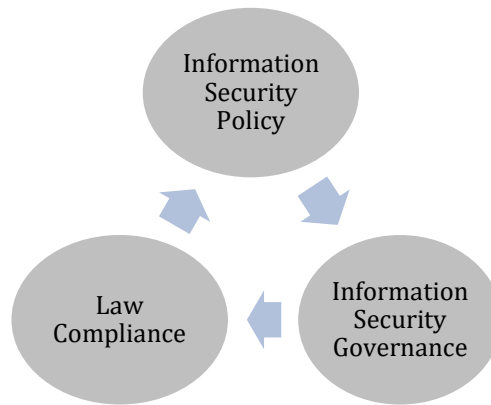 Information
Security
Policy
Law
Compliance
Information
Security
Governance